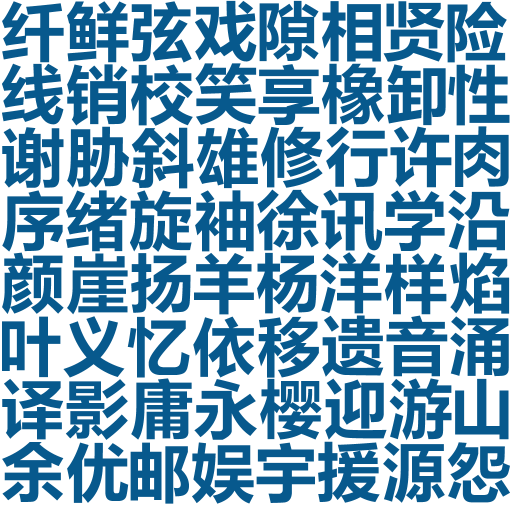 纤鲜弦戏隙相贤险
线销校笑享橡卸性
谢胁斜雄修行许肉
序绪旋袖徐讯学沿
颜崖扬羊杨洋样焰
叶义忆依移遗音涌
译影庸永樱迎游山
余优邮娱宇援源怨